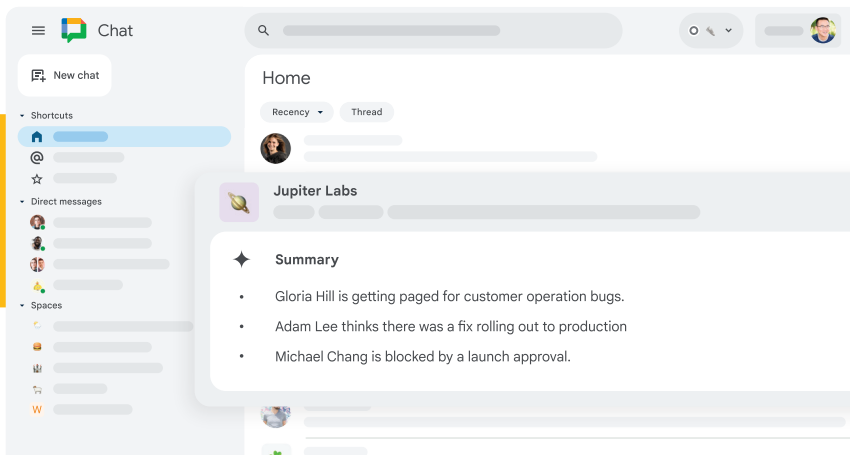 Chat
New chat
Shortcuts
Direct messages
Spaces
W
Home
Recency
Thread
Jupiter Labs
Summary
• Gloria Hill is getting paged for customer operation bugs.
• Adam Lee thinks there was a fix rolling out to production
• Michael Chang is blocked by a launch approval.